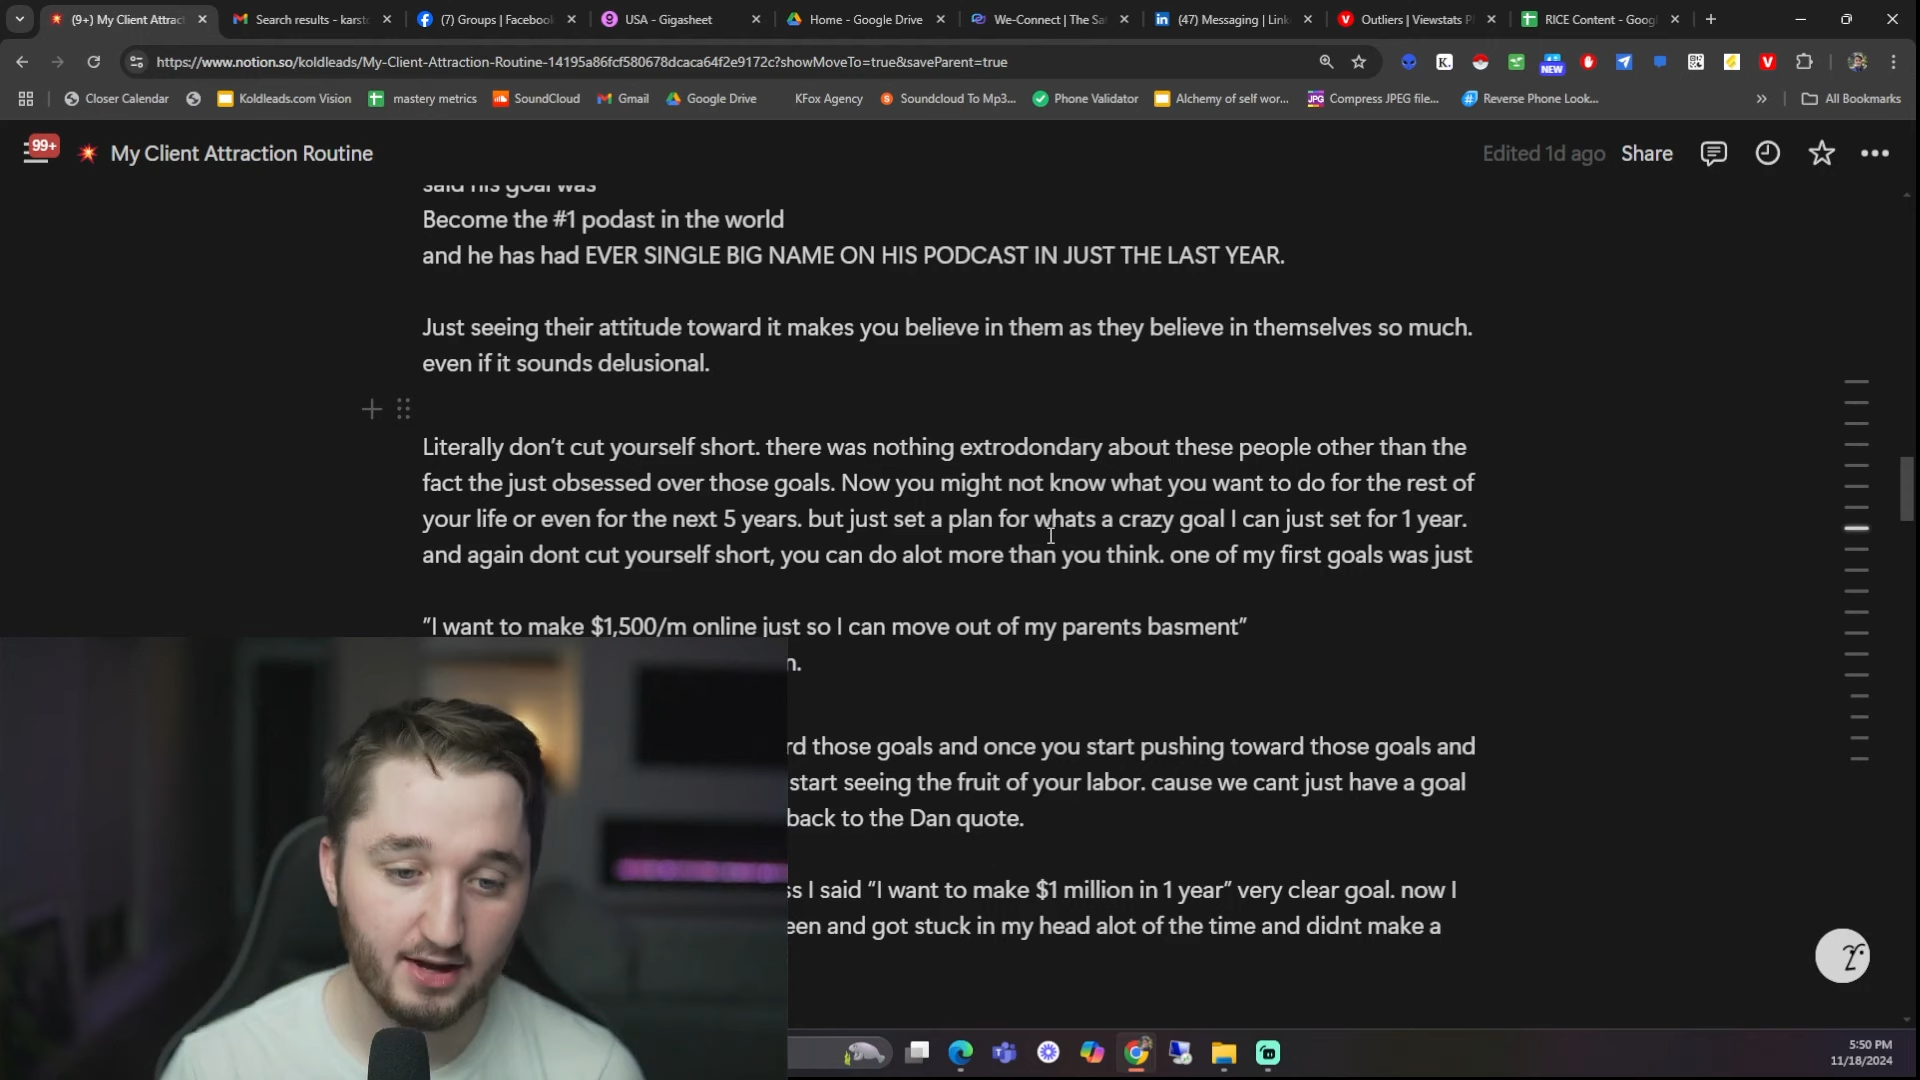 (9+) My Client Attrac
Search results - karst
(7) Groups | Facebook
USA - Gigasheet
Home - Google Drive
We-Connect | The Sa
(47) Messaging | Link
Outliers | Viewstats P
RICE Content - Goog
https://www.notion.so/koldleads/My-Client-Attraction-Routine-14195a86fcf580678dcaca64f2e9172c?showMoveTo=true&saveParent=true
NEW
Closer Calendar
Koldleads.com Vision
mastery metrics
SoundCloud
Gmail
Google Drive
KFox Agency
Soundcloud To Mp3...
Phone Validator
Alchemy of self wor...
JPG
Compress JPEG file...
Reverse Phone Look...
All Bookmarks
99+
My Client Attraction Routine
Edited 1d ago
Share
said his goal was
Become the #1 podast in the world
and he has had EVER SINGLE BIG NAME ON HIS PODCAST IN JUST THE LAST YEAR.
Just seeing their attitude toward it makes you believe in them as they believe in themselves so much.
even if it sounds delusional.
Literally don’t cut yourself short. there was nothing extrodondary about these people other than the
fact the just obsessed over those goals. Now you might not know what you want to do for the rest of
your life or even for the next 5 years. but just set a plan for whats a crazy goal I can just set for 1 year.
and again dont cut yourself short, you can do alot more than you think. one of my first goals was just
”I want to make $1,500/m online just so I can move out of my parents basment”
n.
rd those goals and once you start pushing toward those goals and
start seeing the fruit of your labor. cause we cant just have a goal
back to the Dan quote.
ss I said “I want to make $1 million in 1 year” very clear goal. now I
een and got stuck in my head alot of the time and didnt make a
5:50 PM
11/18/2024